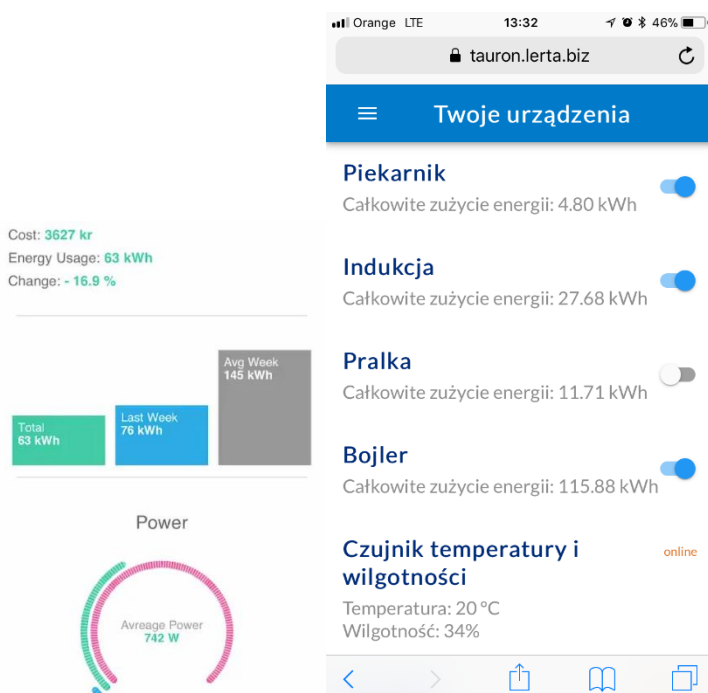 Cost: 3627 kr
Energy Usage: 63 kWh
Change: - 16.9 %
Total
63 kWh
Last Week
76 kWh
Avg Week
145 kWh
Power
Avreage Power
742 W
Orange LTE 13:32 46%
tauron.lerta.biz
Twoje urządzenia
Piekarnik
Całkowite zużycie energii: 4.80 kWh
Indukcja
Całkowite zużycie energii: 27.68 kWh
Pralka
Całkowite zużycie energii: 11.71 kWh
Bojler
Całkowite zużycie energii: 115.88 kWh
Czujnik temperatury i
wilgotności
online
Temperatura: 20 °C
Wilgotność: 34%